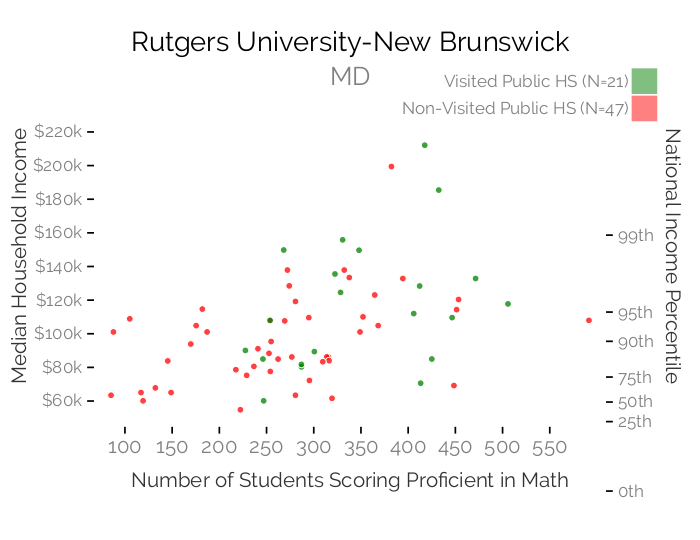 Rutgers University-New Brunswick
MD
Visited Public HS (N=21)
Non-Visited Public HS (N=47)
Median Household Income
$220k
$200k
$180k
$160k
$140k
$120k
$100k
$80k
$60k
National Income Percentile
99th
95th
90th
75th
50th
25th
0th
100 150 200 250 300 350 400 450 500 550
Number of Students Scoring Proficient in Math